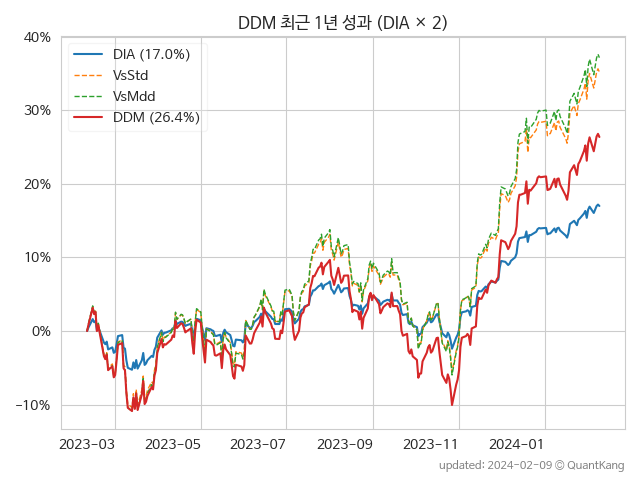 DDM 최근 1년 성과 (DIA × 2)
40%
30%
20%
10%
0%
−10%
DIA (17.0%)
VsStd
VsMdd
DDM (26.4%)
2023-03 2023-05 2023-07 2023-09 2023-11 2024-01
updated: 2024-02-09 © QuantKang